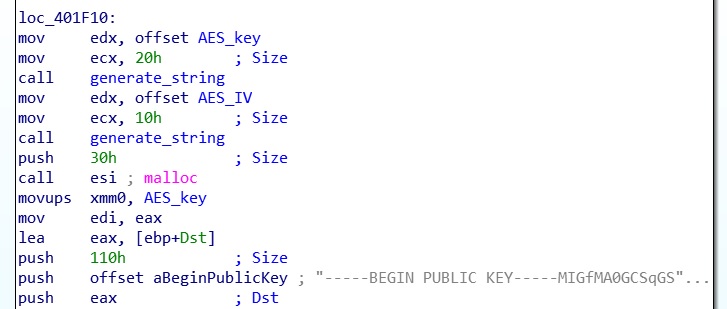 loc_401F10:
mov edx, offset AES_key
mov ecx, 20h ; Size
call generate_string
mov edx, offset AES_IV
mov ecx, 10h ; Size
call generate_string
push 30h ; Size
call esi ; malloc
movups xmm0, AES_key
mov edi, eax
lea eax, [ebp+Dst]
push 110h ; Size
push offset aBeginPublicKey ; "-----BEGIN PUBLIC KEY-----MIGfMA0GCSqGS"...
push eax ; Dst